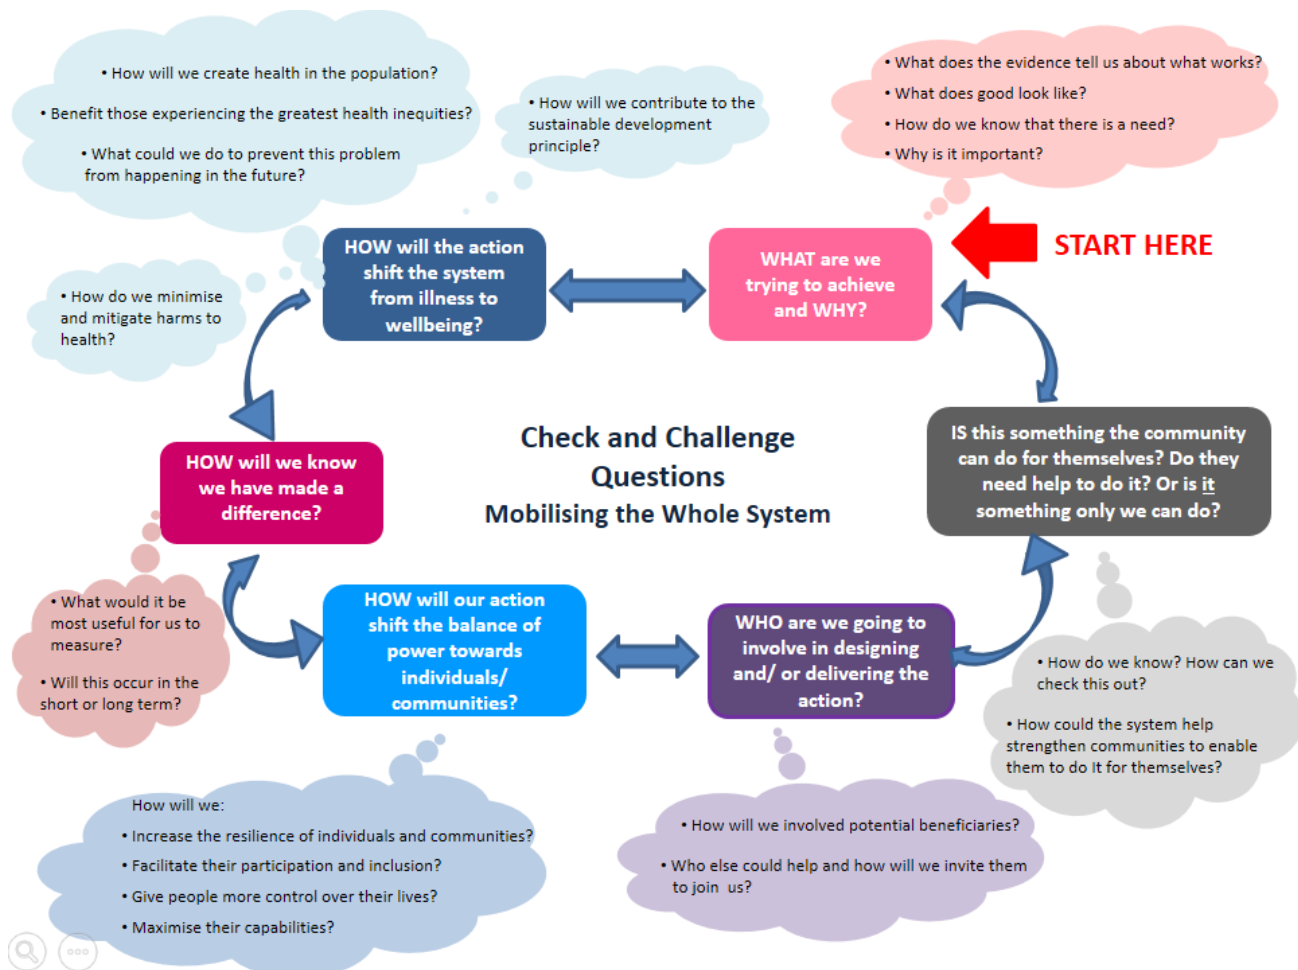 • How will we create health in the population?
• Benefit those experiencing the greatest health inequities?
• What could we do to prevent this problem
from happening in the future?
• How will we contribute to the
sustainable development
principle?
• What does the evidence tell us about what works?
• What does good look like?
• How do we know that there is a need?
• Why is it important?
START HERE
WHAT are we
trying to achieve
and WHY?
HOW will the action
shift the system
from illness to
wellbeing?
• How do we minimise
and mitigate harms to
health?
Check and Challenge
Questions
Mobilising the Whole System
IS this something the community
can do for themselves? Do they
need help to do it? Or is it
something only we can do?
HOW will we know
we have made a
difference?
• What would it be
most useful for us to
measure?
• Will this occur in the
short or long term?
HOW will our action
shift the balance of
power towards
individuals/
communities?
WHO are we going to
involve in designing
and/ or delivering the
action?
• How do we know? How can we
check this out?
• How could the system help
strengthen communities to enable
them to do It for themselves?
How will we:
• Increase the resilience of individuals and communities?
• Facilitate their participation and inclusion?
• Give people more control over their lives?
• Maximise their capabilities?
• How will we involved potential beneficiaries?
• Who else could help and how will we invite them
to join us?